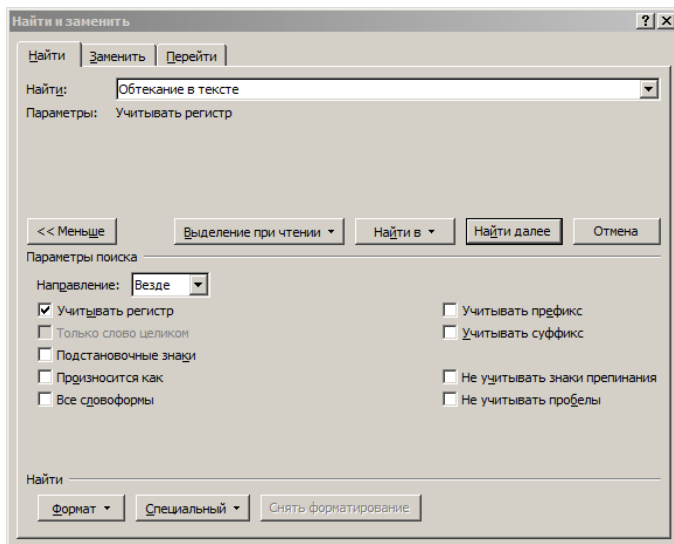 Найти и заменить
Найти Заменить Перейти
Найти: Обтекание в тексте
Параметры: Учитывать регистр
<< Меньше Выделение при чтении Найти в Найти далее Отмена
Параметры поиска
Направление: Везде
Учитывать регистр Учитывать префикс
Только слово целиком Учитывать суффикс
Подстановочные знаки
Произносится как Не учитывать знаки препинания
Все словоформы Не учитывать пробелы
Найти
Формат Специальный Снять форматирование